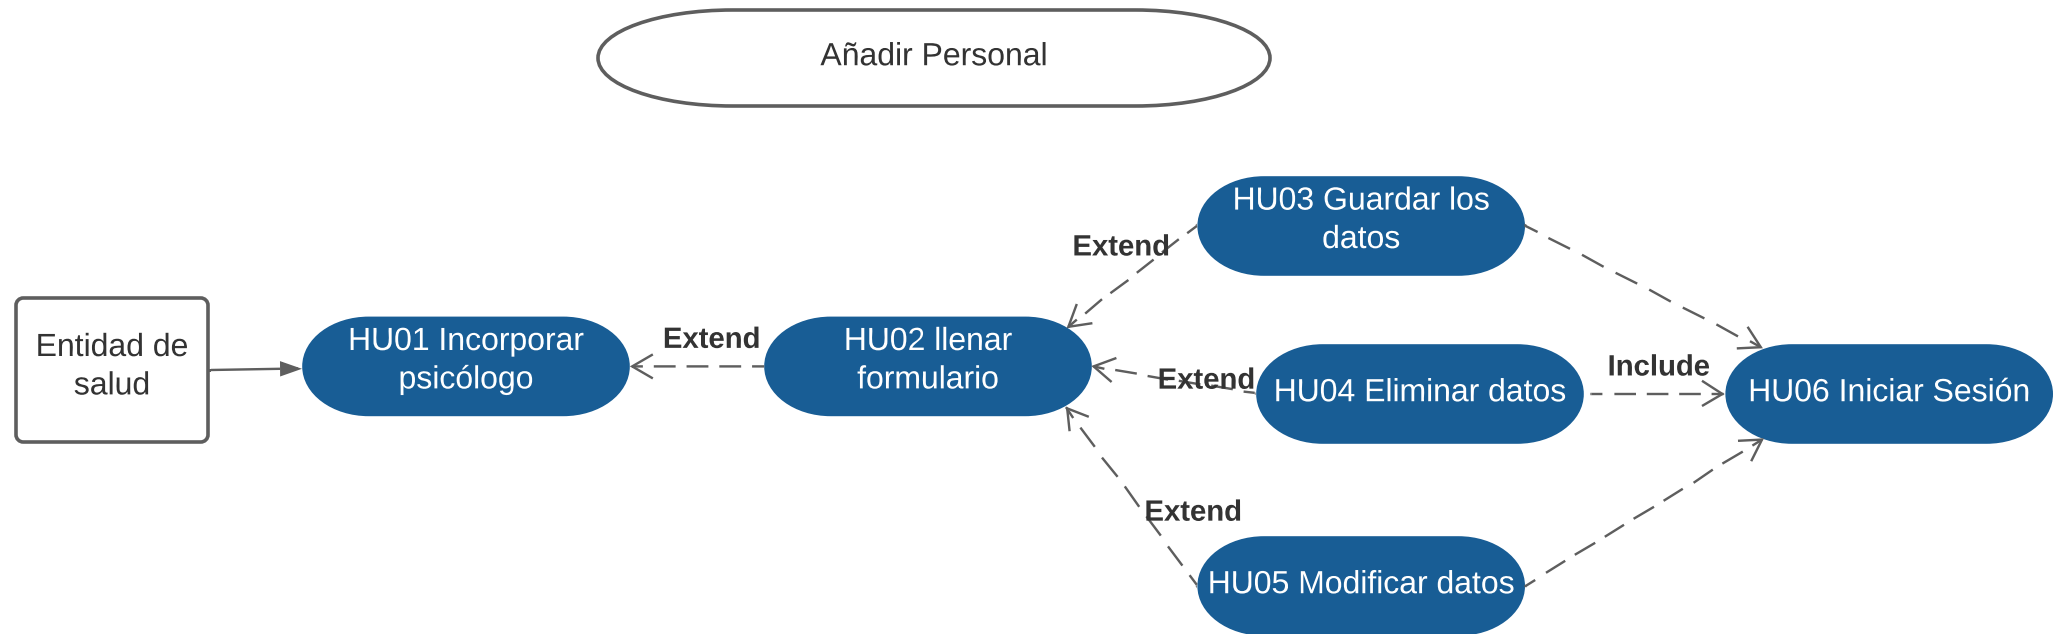 Añadir Personal
HU03 Guardar los
datos
Extend
Entidad de
salud
HU01 Incorporar
psicólogo
Extend
HU02 llenar
formulario
Extend
HU04 Eliminar datos
Include
HU06 Iniciar Sesión
Extend
HU05 Modificar datos